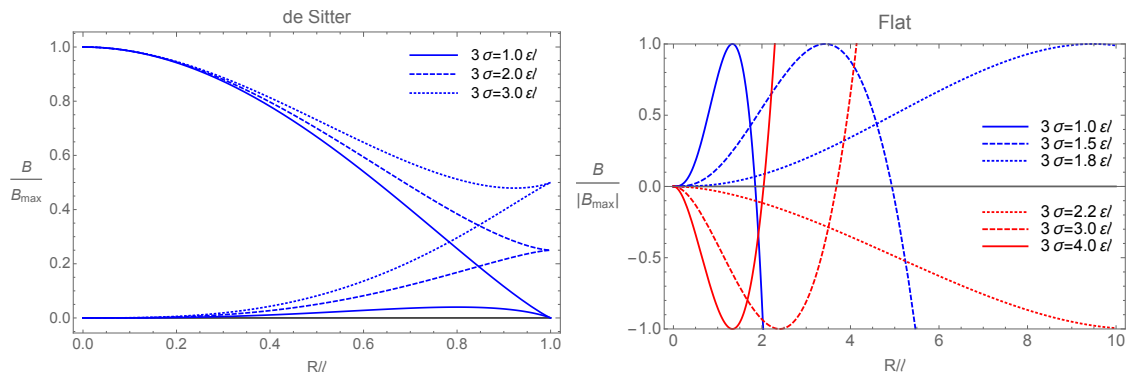 de Sitter
1.0
0.8
0.6
0.4
0.2
0.0
B
Bmax
0.0 0.2 0.4 0.6 0.8 1.0
R//
3 σ=1.0 ε/
3 σ=2.0 ε/
3 σ=3.0 ε/
Flat
1.0
0.5
0.0
-0.5
-1.0
B
|Bmax|
0 2 4 6 8 10
R//
3 σ=1.0 ε/
3 σ=1.5 ε/
3 σ=1.8 ε/
3 σ=2.2 ε/
3 σ=3.0 ε/
3 σ=4.0 ε/